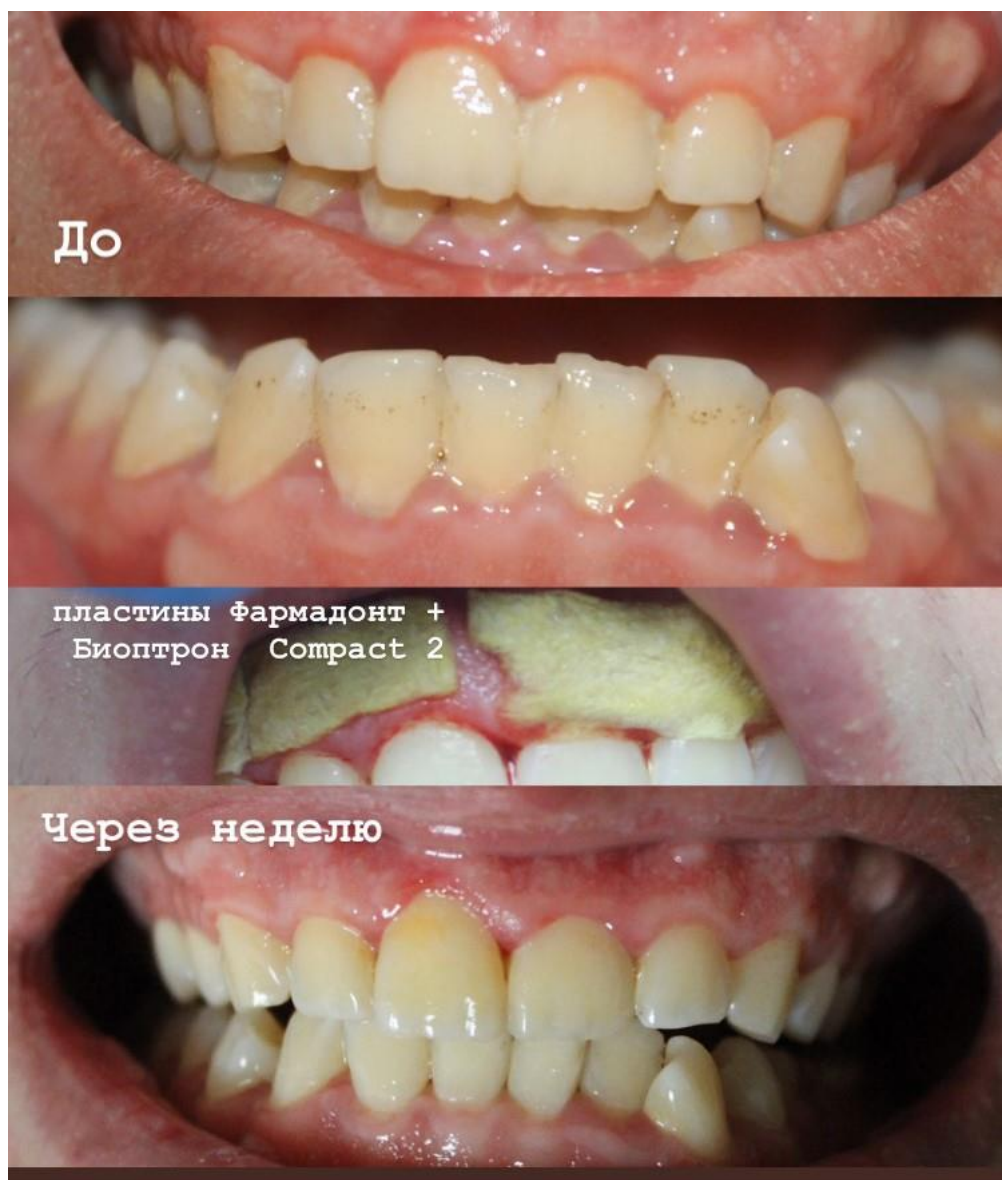 До
пластины Фармадонт +
Биоптрон Compact 2
Через неделю